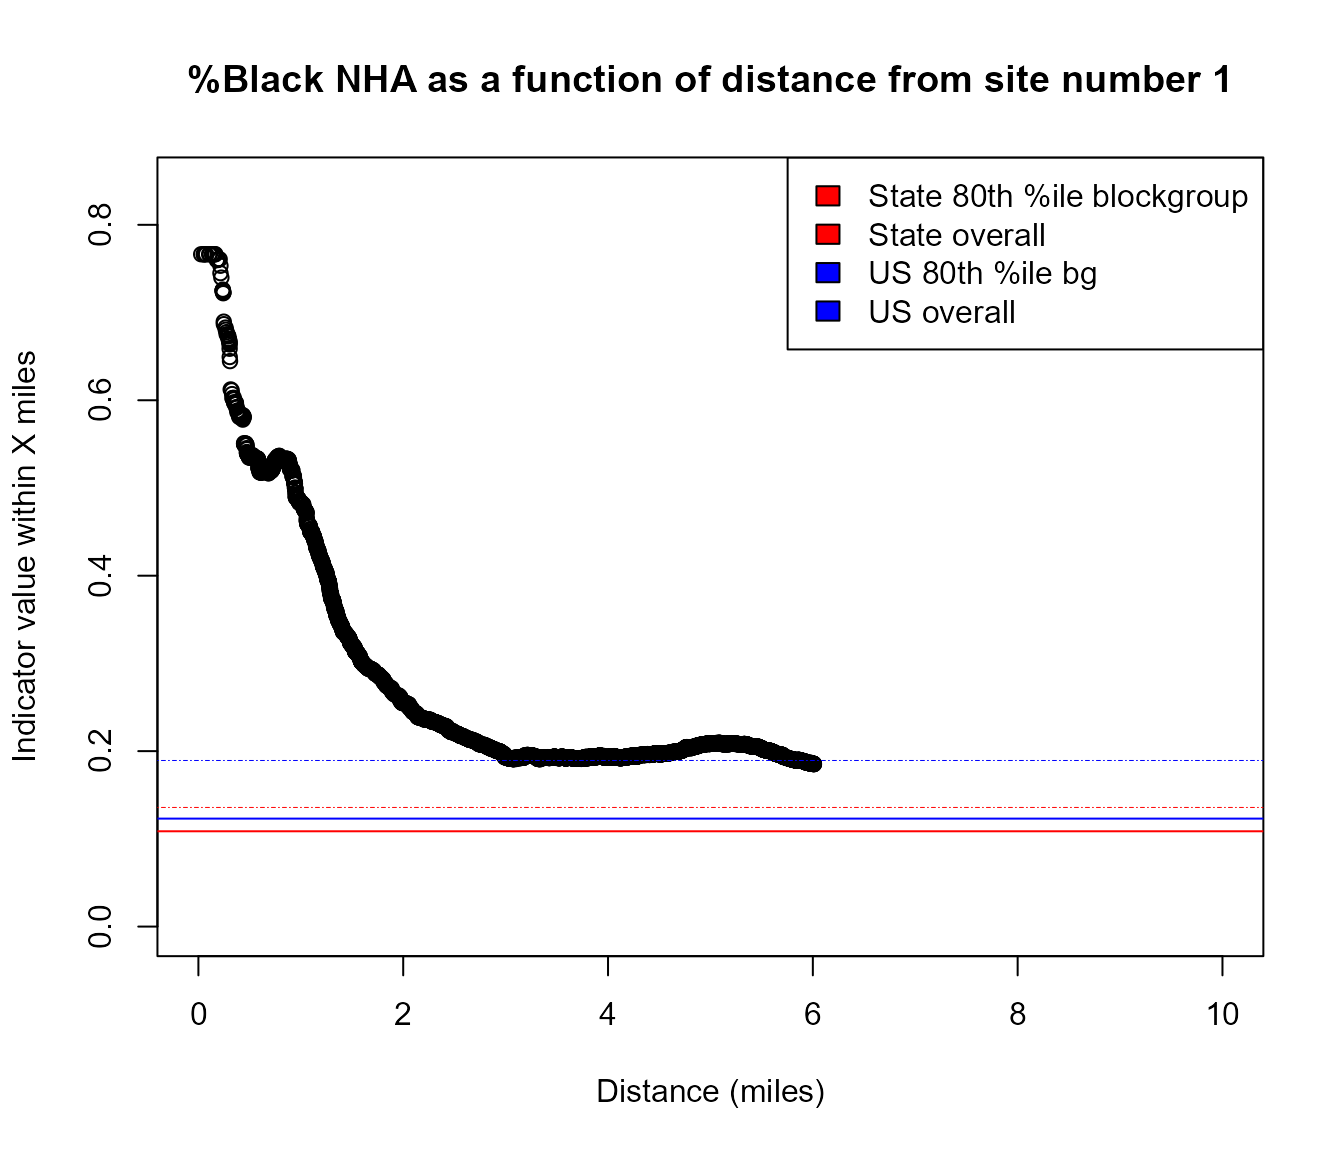 %Black NHA as a function of distance from site number 1
State 80th %ile blockgroup
State overall
US 80th %ile bg
US overall
Indicator value within X miles
0.8
0.6
0.4
0.2
0.0
0 2 4 6 8 10
Distance (miles)